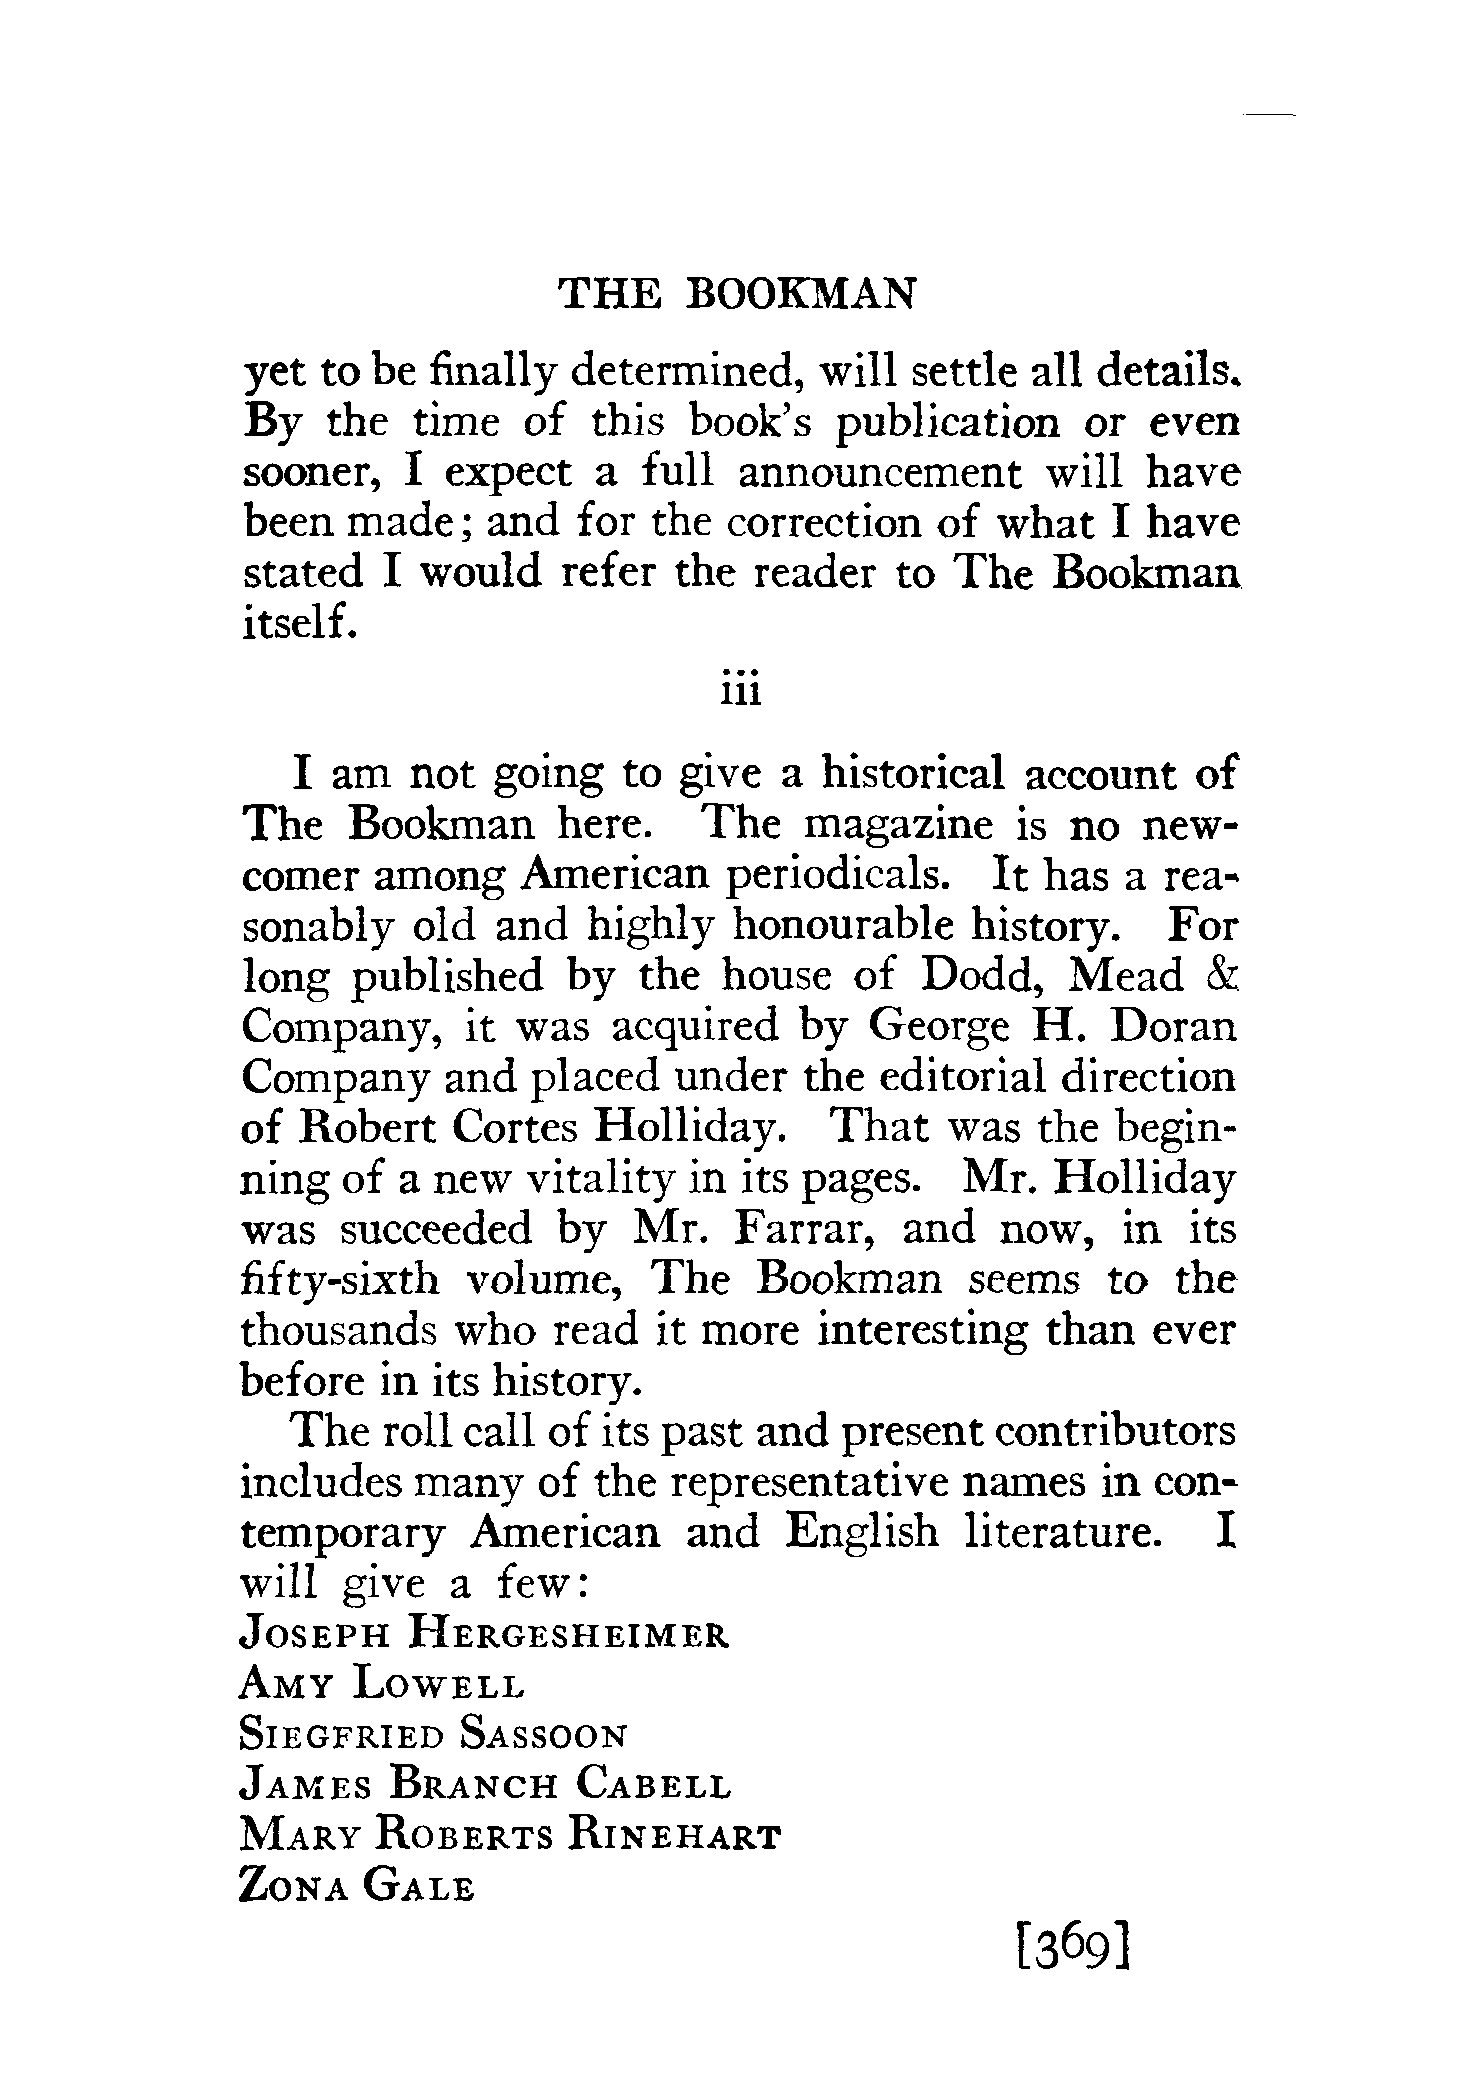 THE BOOKMAN
yet to be finally determined, will settle all details.
By the time of this book's publication or even
sooner, I expect a full announcement will have
been made; and for the correction of what I have
stated I would refer the reader to The Bookman
itself.
iii
I am not going to give a historical account of
The Bookman here. The magazine is no new-
comer among American periodicals. It has a rea-
sonably old and highly honourable history. For
long published by the house of Dodd, Mead &
Company, it was acquired by George H. Doran
Company and placed under the editorial direction
of Robert Cortes Holliday. That was the begin-
ning of a new vitality in its pages. Mr. Holliday
was succeeded by Mr. Farrar, and now, in its
fifty-sixth volume, The Bookman seems to the
thousands who read it more interesting than ever
before in its history.
The roll call of its past and present contributors
includes many of the representative names in con-
temporary American and English literature. I
will give a few:
JOSEPH HERGESHEIMER
AMY LOWELL
SIEGFRIED SASSOON
JAMES BRANCH CABELL
MARY ROBERTS RINEHART
ZONA GALE
[369]